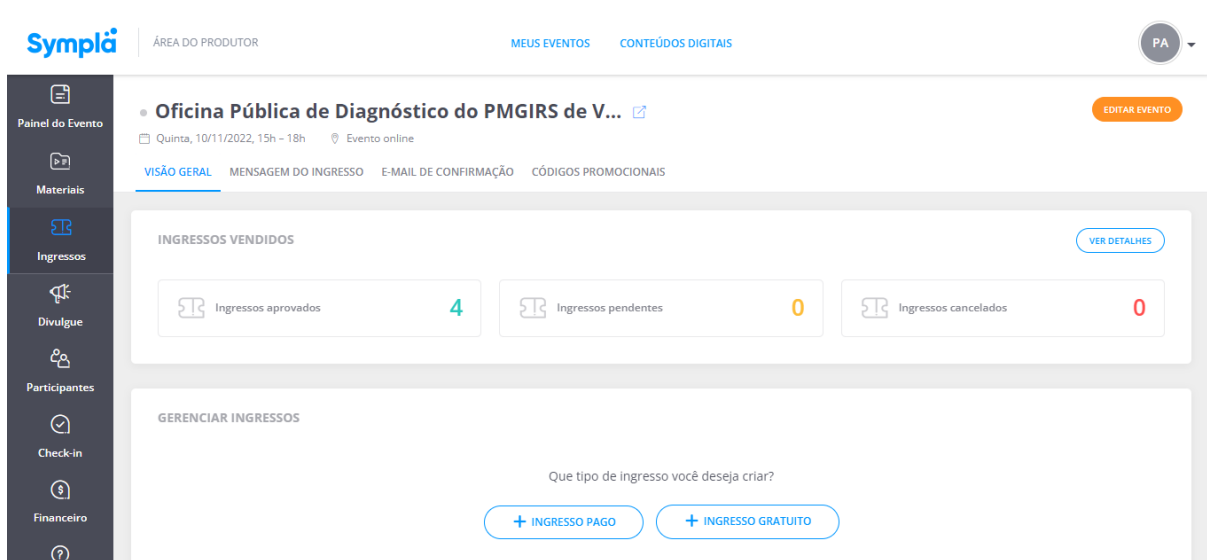 Sympla
ÁREA DO PRODUTOR
MEUS EVENTOS
CONTEÚDOS DIGITAIS
PA
Painel do Evento
Materiais
Ingressos
Divulgue
Participantes
Check-in
Financeiro
Oficina Pública de Diagnóstico do PMGIRS de V...
EDITAR EVENTO
Quinta, 10/11/2022, 15h – 18h
Evento online
VISÃO GERAL
MENSAGEM DO INGRESSO
E-MAIL DE CONFIRMAÇÃO
CÓDIGOS PROMOCIONAIS
INGRESSOS VENDIDOS
VER DETALHES
Ingressos aprovados
4
Ingressos pendentes
0
Ingressos cancelados
0
GERENCIAR INGRESSOS
Que tipo de ingresso você deseja criar?
+ INGRESSO PAGO
+ INGRESSO GRATUITO